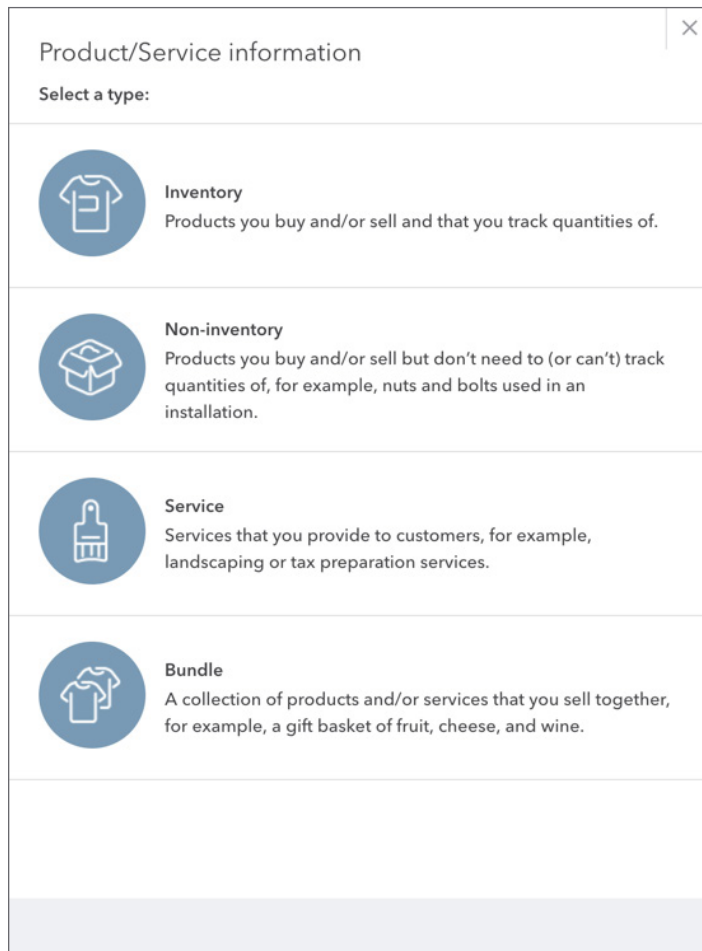 Product/Service information
Select a type:
Inventory
Products you buy and/or sell and that you track quantities of.
Non-inventory
Products you buy and/or sell but don't need to (or can't) track
quantities of, for example, nuts and bolts used in an
installation.
Service
Services that you provide to customers, for example,
landscaping or tax preparation services.
Bundle
A collection of products and/or services that you sell together,
for example, a gift basket of fruit, cheese, and wine.